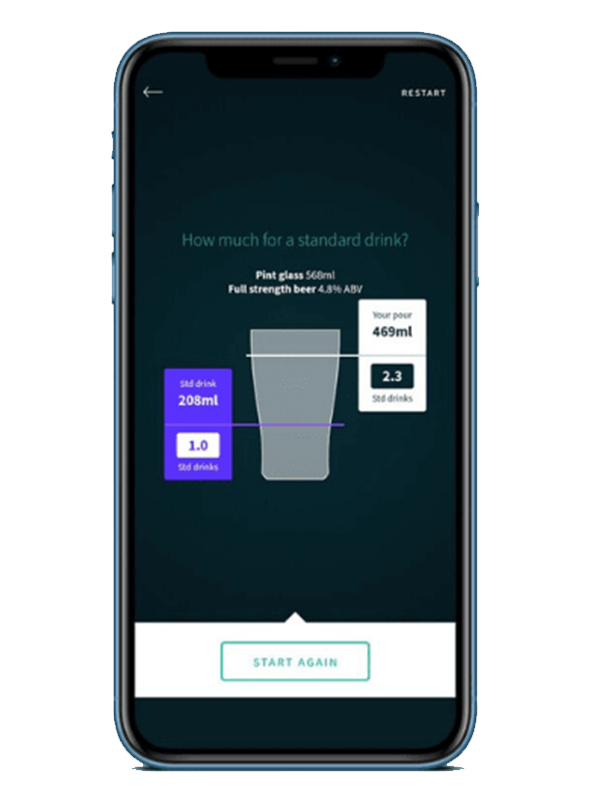 RESTART
How much for a standard drink?
Pint glass 568ml
Full strength beer 4.8% ABV
Your pour
469ml
2.3
Std drinks
Std drink
208ml
1.0
Std drinks
START AGAIN